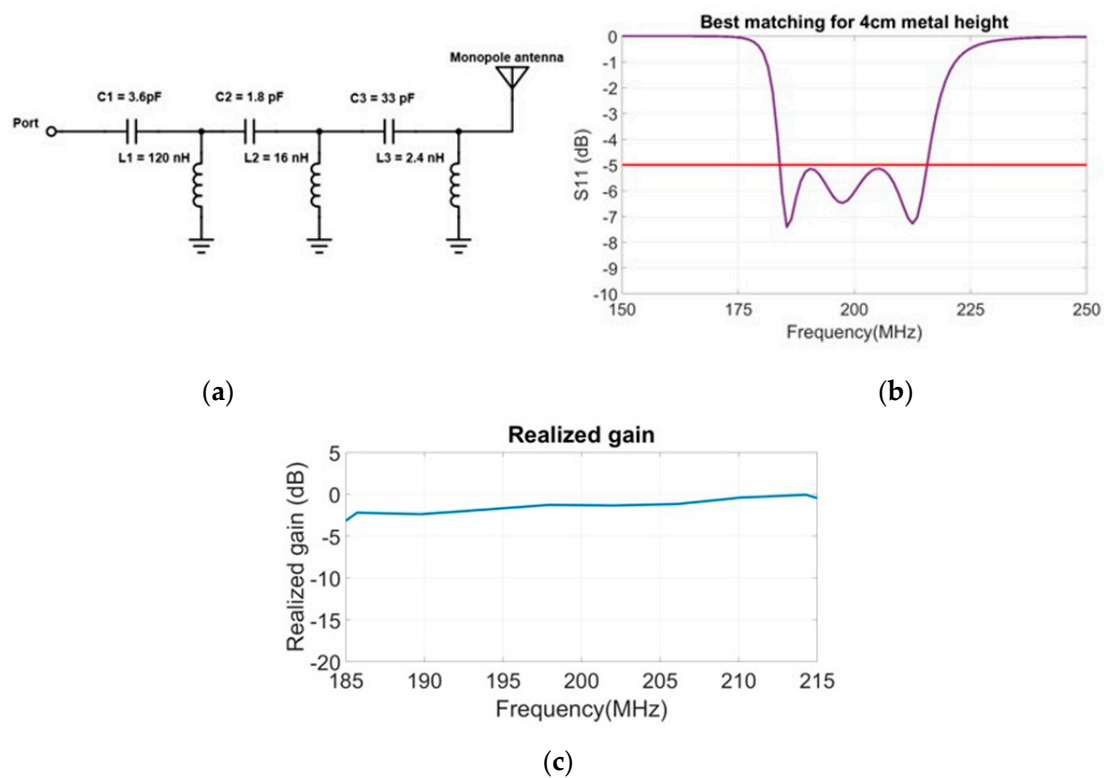 Monopole antenna
C1 = 3.6pF
C2 = 1.8 pF
C3 = 33 pF
Port
L1 = 120 nH
L2 = 16 nH
L3 = 2.4 nH
(a)
Best matching for 4cm metal height
0
-1
-2
-3
-4
-5
-6
-7
-8
-9
-10
S11 (dB)
150
175
200
225
250
Frequency(MHz)
(b)
Realized gain
5
0
-5
-10
-15
-20
Realized gain (dB)
185
190
195
200
205
210
215
Frequency(MHz)
(c)